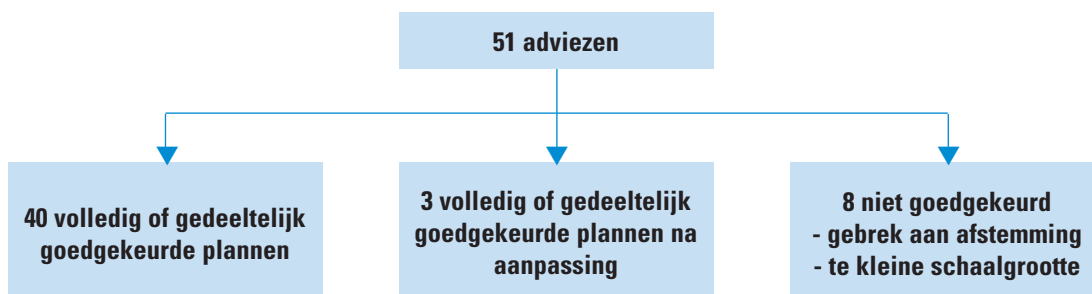 51 adviezen
40 volledig of gedeeltelijk
goedgekeurde plannen
3 volledig of gedeeltelijk
goedgekeurde plannen na
aanpassing
8 niet goedgekeurd
- gebrek aan afstemming
- te kleine schaalgrootte